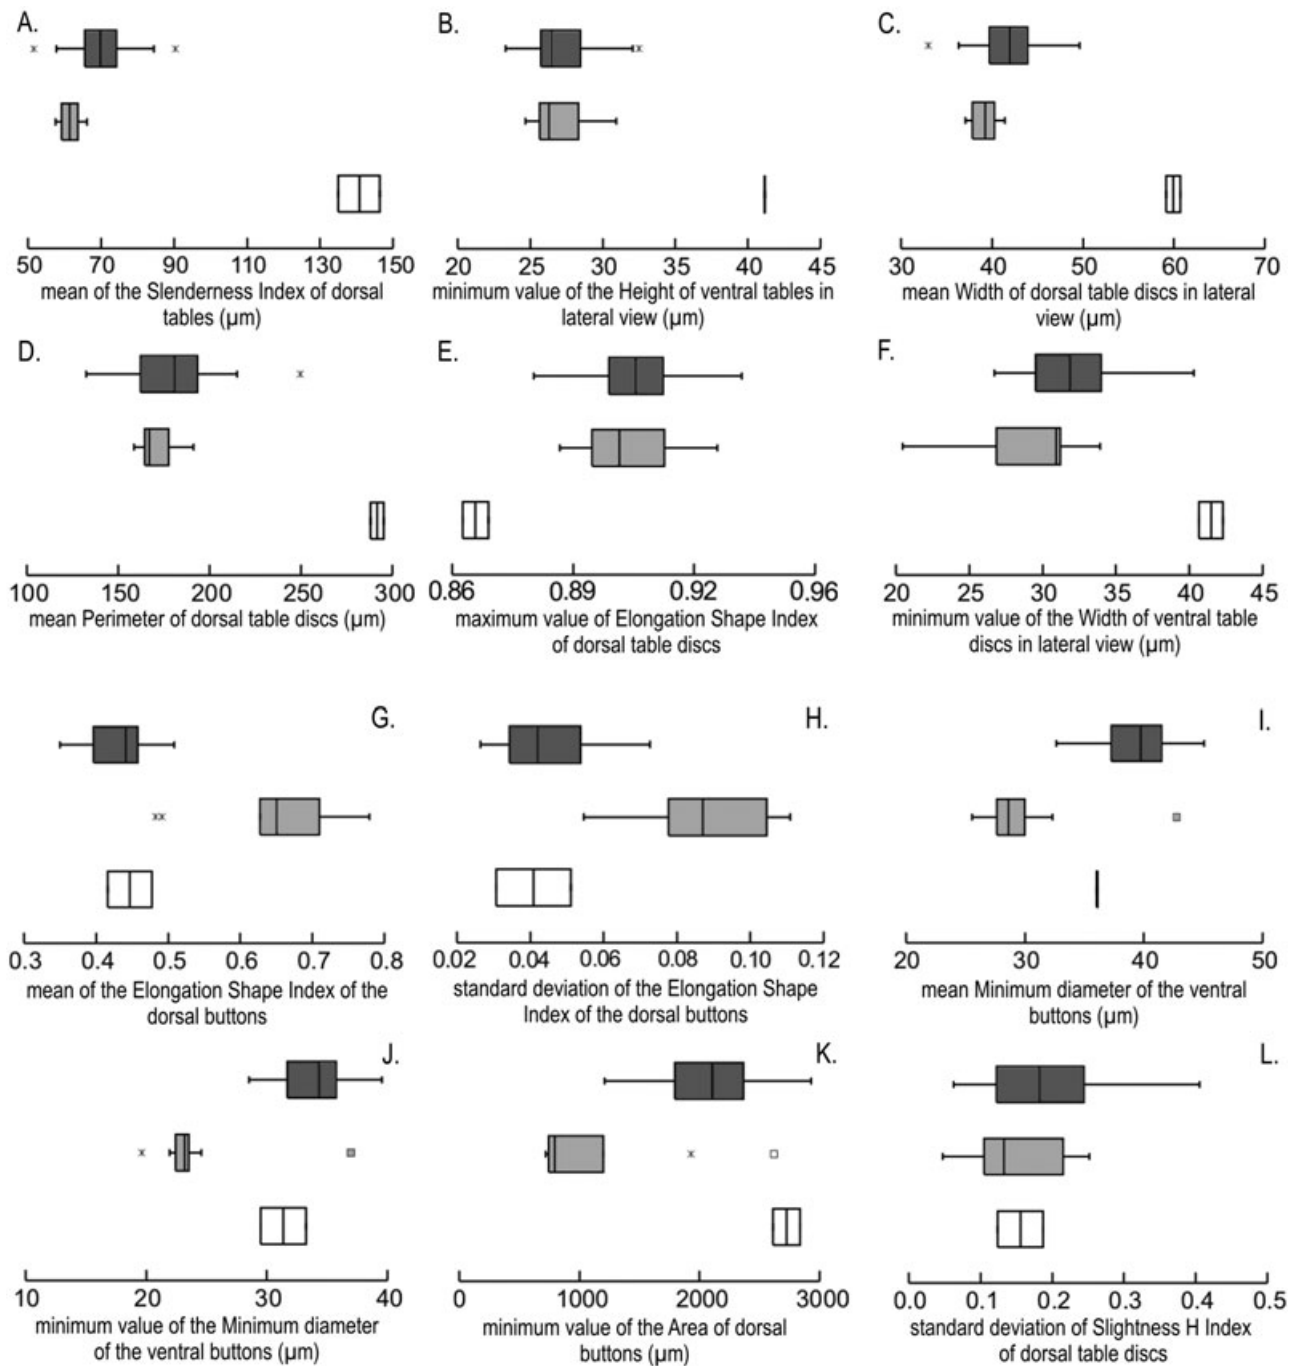 A.
B.
C.
50 70 90 110 130 150
20 25 30 35 40 45
30 40 50 60 70
mean of the Slenderness Index of dorsal
tables (µm)
minimum value of the Height of ventral tables in
lateral view (µm)
mean Width of dorsal table discs in lateral
view (µm)
D.
E.
F.
100 150 200 250 300
0.86 0.89 0.92 0.96
20 25 30 35 40 45
mean Perimeter of dorsal table discs (µm)
maximum value of Elongation Shape Index
of dorsal table discs
minimum value of the Width of ventral table
discs in lateral view (µm)
G.
H.
I.
0.3 0.4 0.5 0.6 0.7 0.8
0.02 0.04 0.06 0.08 0.10 0.12
20 30 40 50
mean of the Elongation Shape Index of the
dorsal buttons
standard deviation of the Elongation Shape
Index of the dorsal buttons
mean Minimum diameter of the ventral
buttons (µm)
J.
K.
L.
10 20 30 40
0 1000 2000 3000
0.0 0.1 0.2 0.3 0.4 0.5
minimum value of the Minimum diameter
of the ventral buttons (µm)
minimum value of the Area of dorsal
buttons (µm)
standard deviation of Slightness H Index
of dorsal table discs